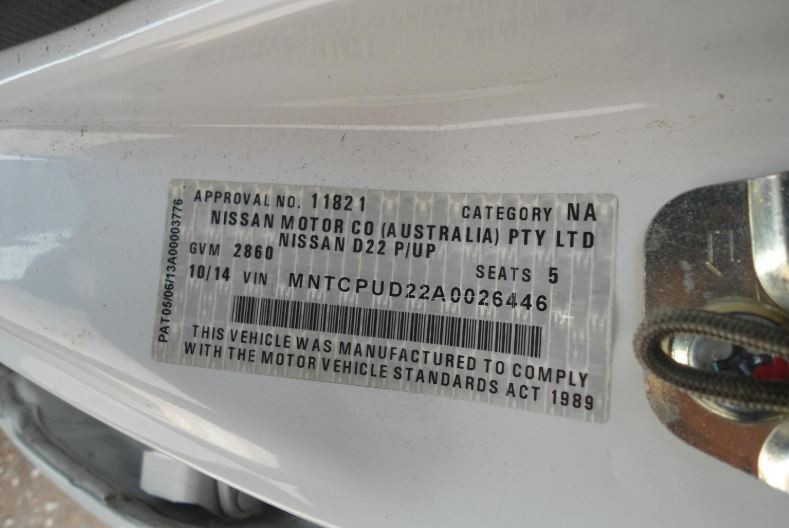 APPROVAL NO. 11821 CATEGORY NA
NISSAN MOTOR CO (AUSTRALIA) PTY LTD
NISSAN D22 P/UP
GVM 2860 SEATS 5
10/14 VIN MNTCPUD22A0026446
THIS VEHICLE WAS MANUFACTURED TO COMPLY
WITH THE MOTOR VEHICLE STANDARDS ACT 1989
PAT05/06/13A00003776